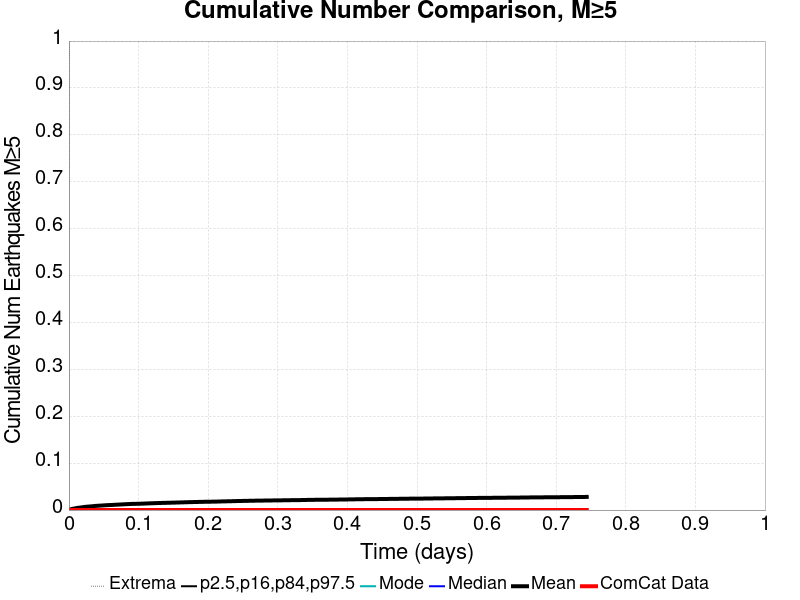 Cumulative Number Comparison, M≥5
Cumulative Num Earthquakes M≥5
1
0.9
0.8
0.7
0.6
0.5
0.4
0.3
0.2
0.1
0
0 0.1 0.2 0.3 0.4 0.5 0.6 0.7 0.8 0.9 1
Time (days)
Extrema p2.5,p16,p84,p97.5 Mode Median Mean ComCat Data